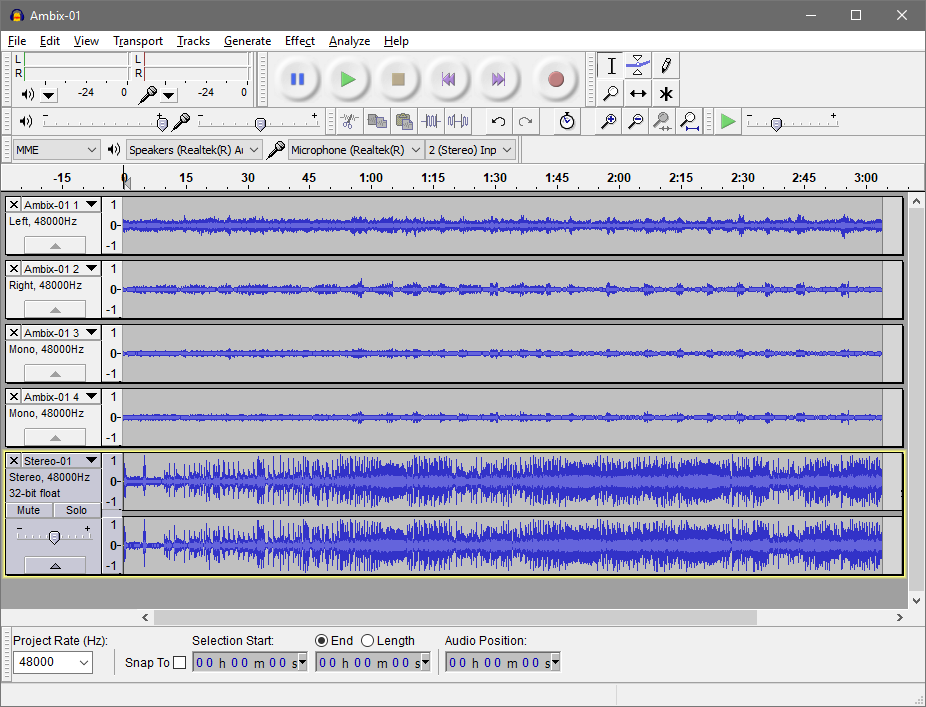 Ambix-01
File Edit View Transport Tracks Generate Effect Analyze Help
L L
R R
-24 0 -24 0
- + - +
- +
MME Speakers (Realtek(R) Microphone (Realtek(R) 2 (Stereo) Inp
-15 0 15 30 45 1:00 1:15 1:30 1:45 2:00 2:15 2:30 2:45 3:00
X Ambix-01 1 1
Left, 48000Hz 0-
-1
X Ambix-01 2 1
Right, 48000Hz 0-
-1
X Ambix-01 3 1
Mono, 48000Hz 0-
-1
X Ambix-01 4 1
Mono, 48000Hz 0-
-1
X Stereo-01 1
Stereo, 48000Hz 0-
32-bit float
Mute Solo -1
- + 1
0-
-1
Project Rate (Hz): Selection Start: End Length Audio Position:
48000 Snap To 00 h 00 m 00 s 00 h 00 m 00 s 00 h 00 m 00 s